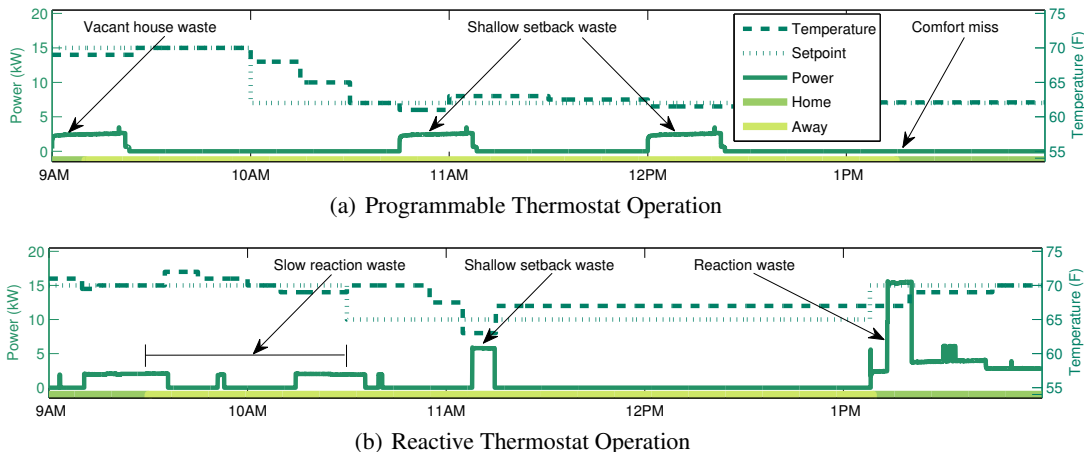 Vacant house waste
Shallow setback waste
Comfort miss
Temperature
Setpoint
Power
Home
Away
Power (kW)
20
15
10
5
0
Temperature (F)
75
70
65
60
55
9AM
10AM
11AM
12PM
1PM
(a) Programmable Thermostat Operation
Slow reaction waste
Shallow setback waste
Reaction waste
Power (kW)
20
15
10
5
0
Temperature (F)
75
70
65
60
55
9AM
10AM
11AM
12PM
1PM
(b) Reactive Thermostat Operation